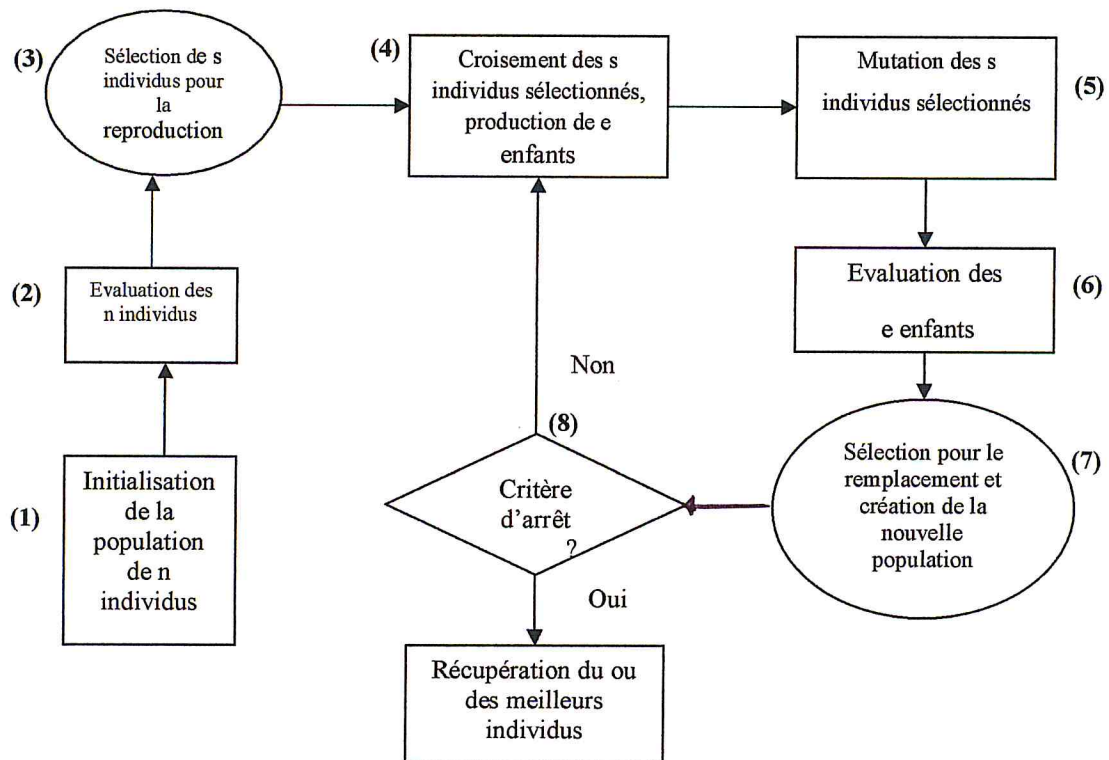 (3)
Sélection de s
individus pour
la
reproduction
(4)
Croisement des s
individus sélectionnés,
production de e
enfants
Mutation des s
individus sélectionnés
(5)
(2)
Evaluation des
n individus
Evaluation des
e enfants
(6)
Non
(8)
(1)
Initialisation
de la
population
de n
individus
Critère
d'arrêt
?
Sélection pour le
remplacement et
création de la
nouvelle
population
(7)
Oui
Récupération du ou
des meilleurs
individus